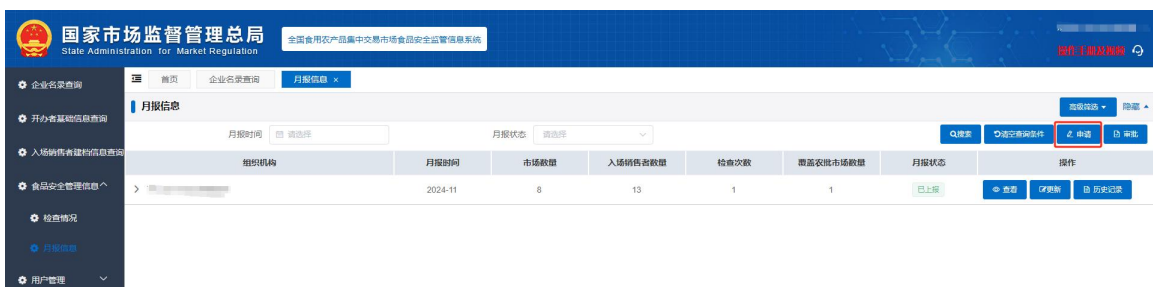 国家市场监督管理总局
State Administration for Market Regulation
全国食用农产品集中交易市场食品安全监管信息系统
操作手册及视频
企业名录查询
首页
企业名录查询
月报信息 ×
开办者基础信息查询
月报信息
高级筛选
隐藏
月报时间 请选择
月报状态 请选择
搜索
清空查询条件
申请
审批
入场销售者建档信息查询
组织机构 月报时间 市场数量 入场销售者数量 检查次数 覆盖农批市场数量 月报状态 操作
食品安全管理信息
2024-11 8 13 1 1 已上报 查看 更新 历史记录
检查情况
月报信息
用户管理